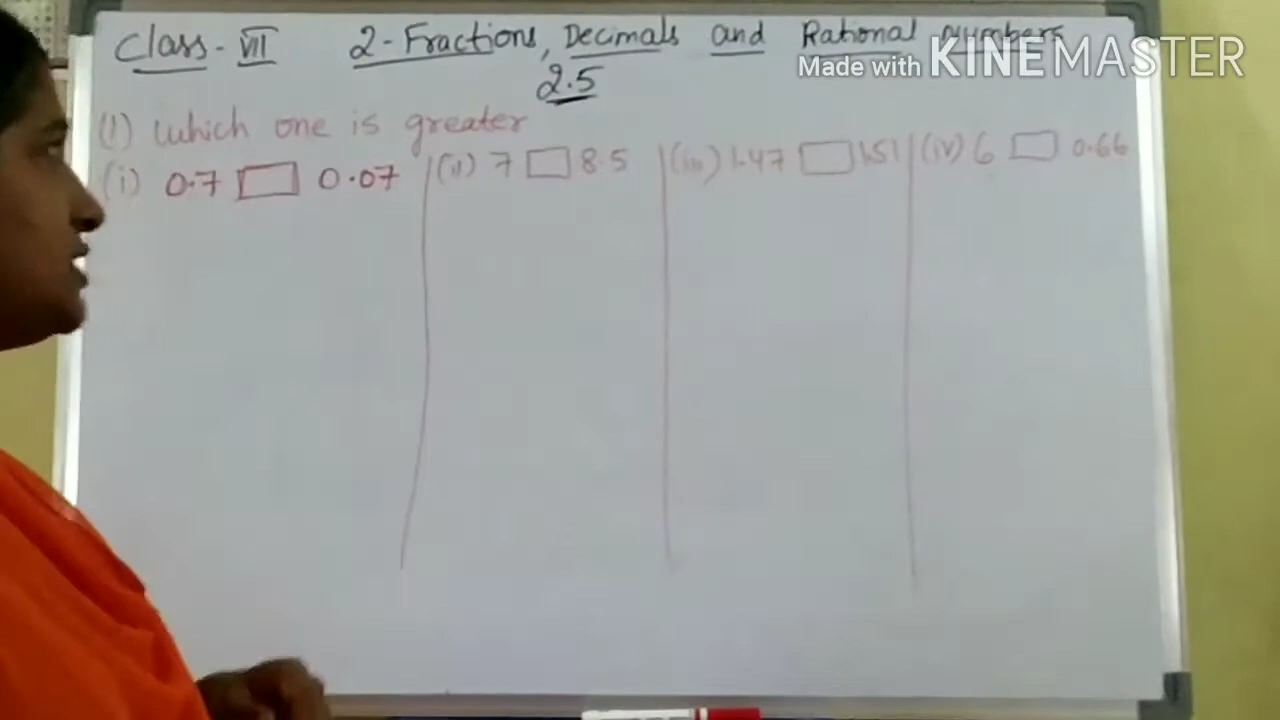 Class - VII 2 - Fractions, Decimals and Rational numbers
Made with KINEMASTER
2.5
(1) which one is greater
(i) 0.7 □ 0.07 (ii) 7 □ 8.5 (iii) 1.47 □ 1.51 (iv) 6 □ 0.66